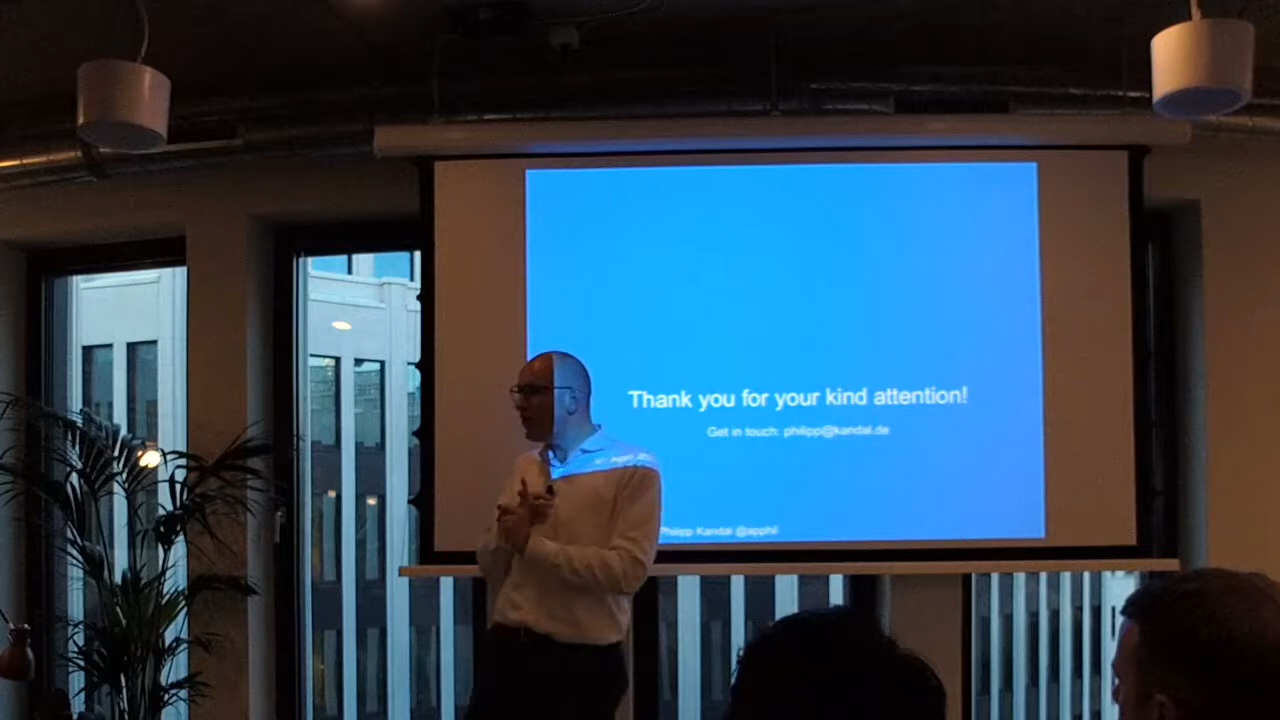 Thank you for your kind attention!
Get in touch: philipp@kandal.de
Philipp Kandal @apphil